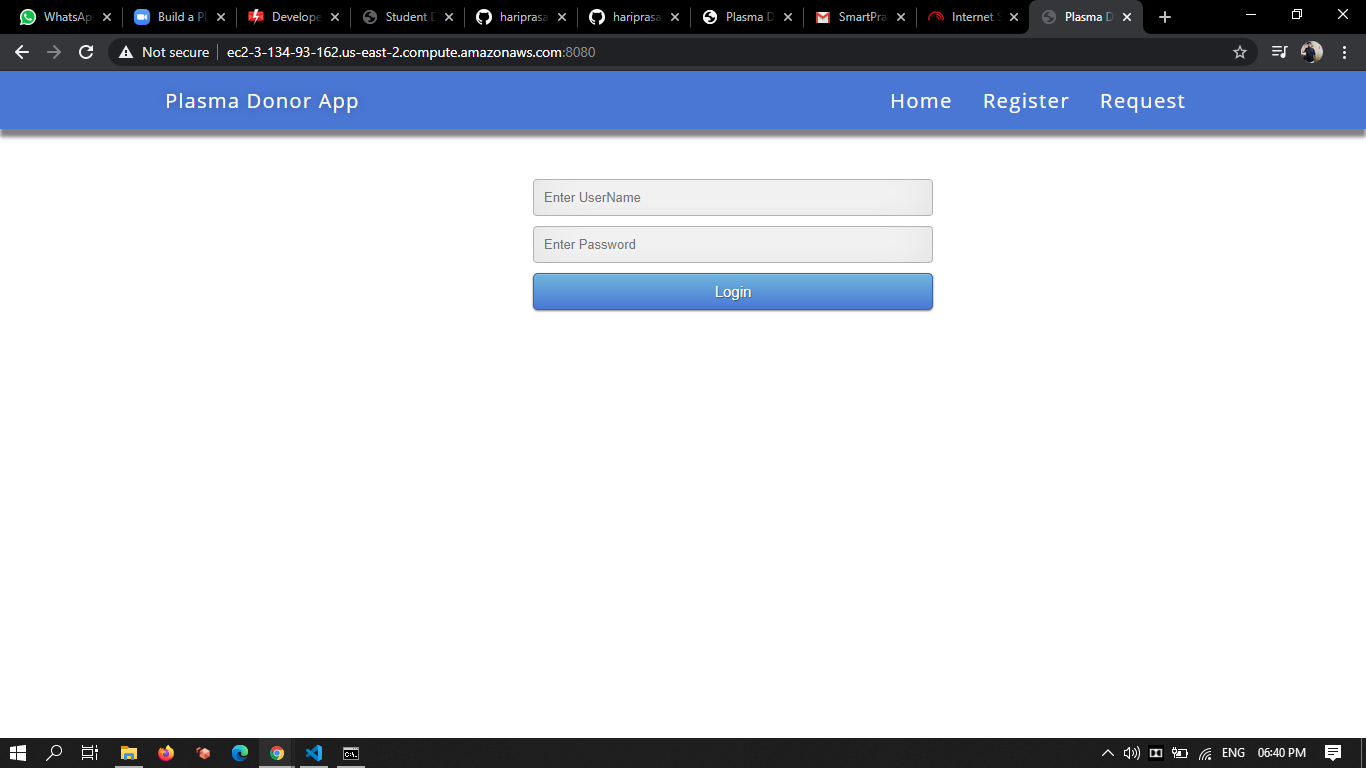 WhatsAp Build a Pl Develope Student D hariprasa hariprasa Plasma D SmartPra Internet S Plasma D
Not secure ec2-3-134-93-162.us-east-2.compute.amazonaws.com:8080
Plasma Donor App Home Register Request
Enter UserName
Enter Password
Login
ENG 06:40 PM